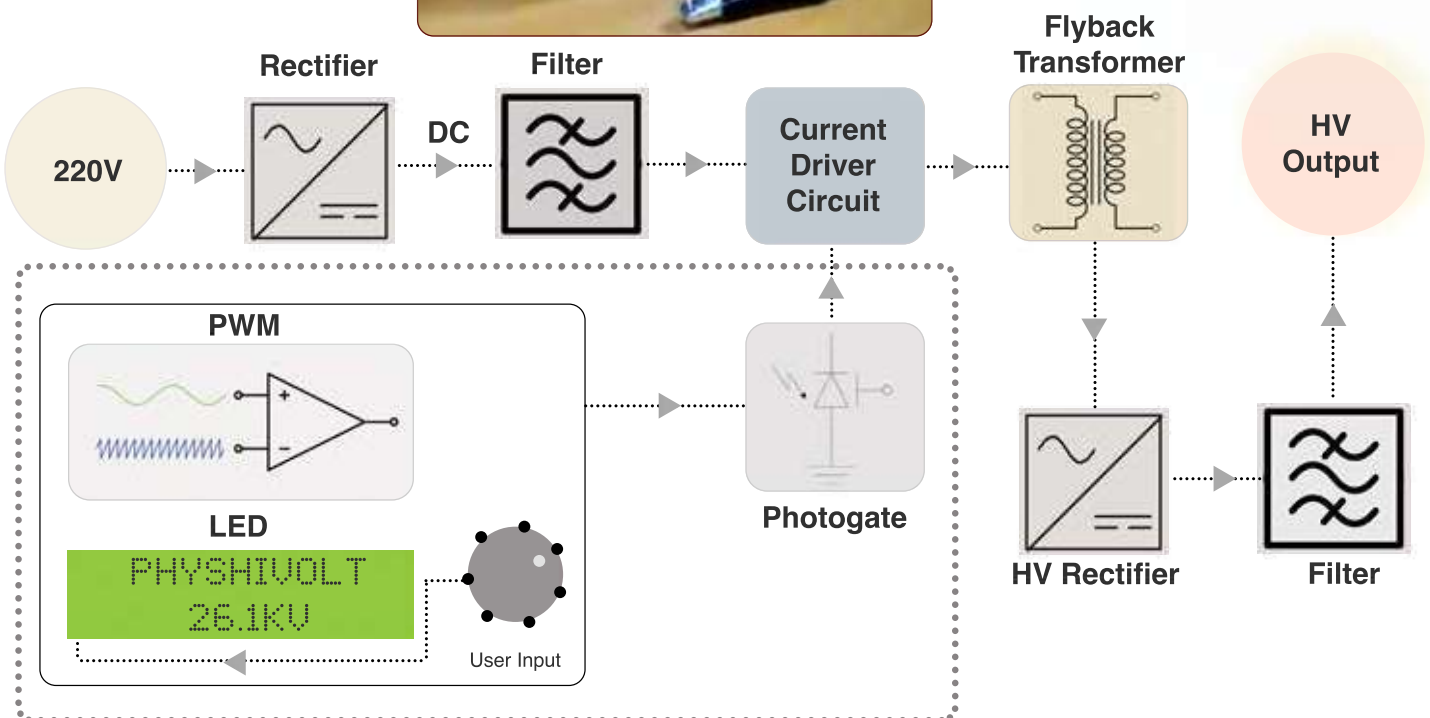 Flyback
Transformer
Rectifier
Filter
220V
DC
Current
Driver
Circuit
HV
Output
PWM
+
−
LED
PHYSHIVOLT
26.1KV
User Input
Photogate
HV Rectifier
Filter